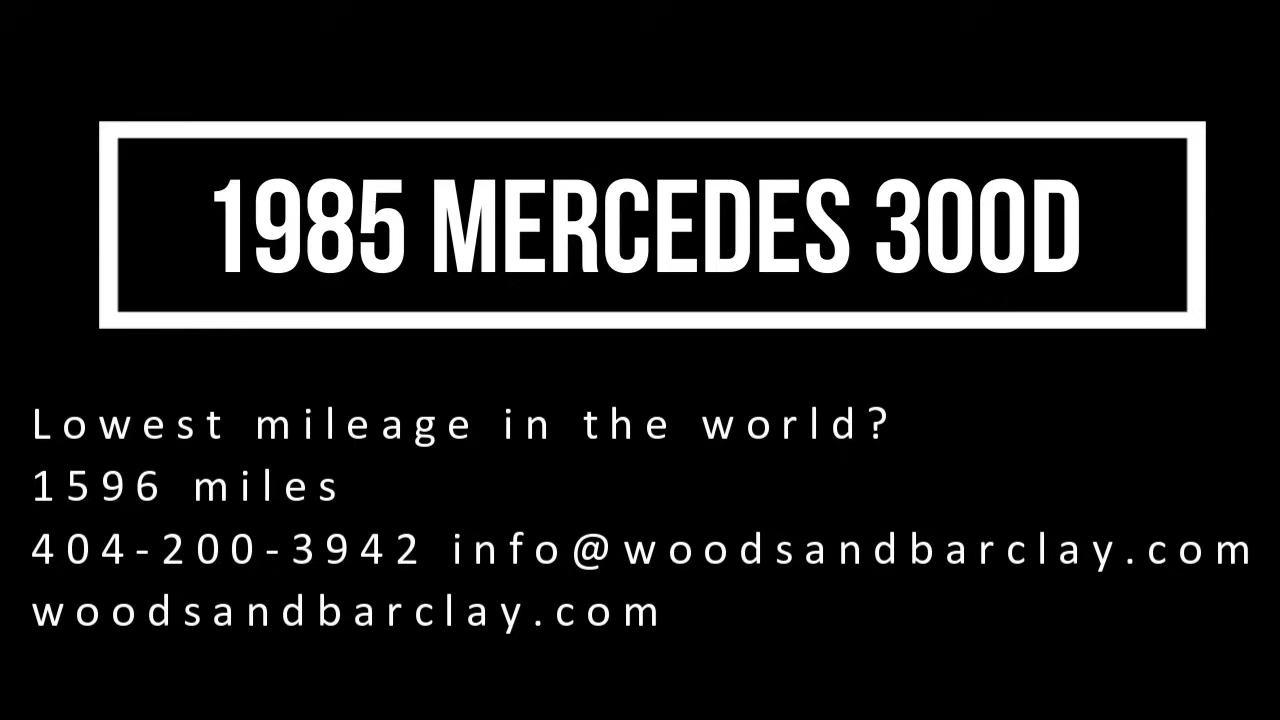 1985 MERCEDES 300D
Lowest mileage in the world?
1596 miles
404-200-3942 info@woodsandbarclay.com
woodsandbarclay.com